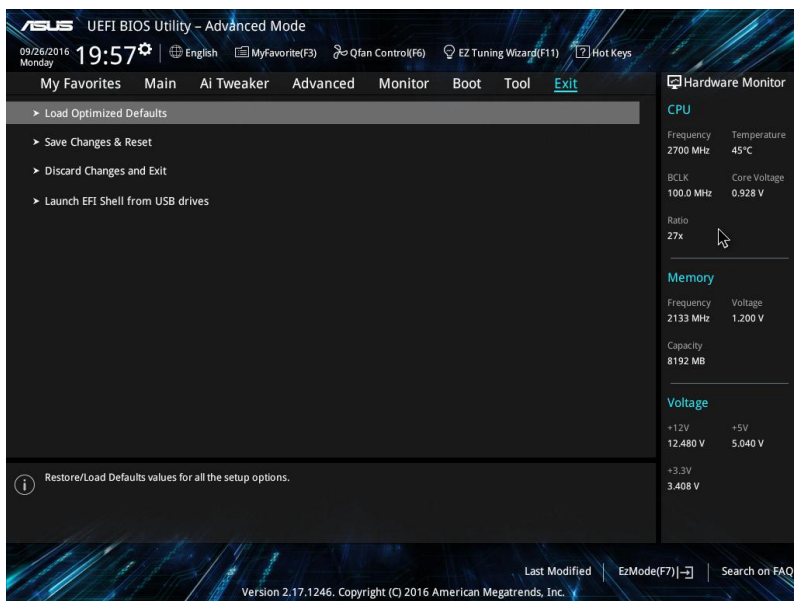 ASUS UEFI BIOS Utility – Advanced Mode
09/26/2016 Monday 19:57 English MyFavorite(F3) Qfan Control(F6) EZ Tuning Wizard(F11) ? Hot Keys
My Favorites Main Ai Tweaker Advanced Monitor Boot Tool Exit
Load Optimized Defaults
Save Changes & Reset
Discard Changes and Exit
Launch EFI Shell from USB drives
Restore/Load Defaults values for all the setup options.
Hardware Monitor
CPU
Frequency Temperature
2700 MHz 45°C
BCLK Core Voltage
100.0 MHz 0.928 V
Ratio
27x
Memory
Frequency Voltage
2133 MHz 1.200 V
Capacity
8192 MB
Voltage
+12V +5V
12.480 V 5.040 V
+3.3V
3.408 V
Last Modified EzMode(F7) Search on FAQ
Version 2.17.1246. Copyright (C) 2016 American Megatrends, Inc.